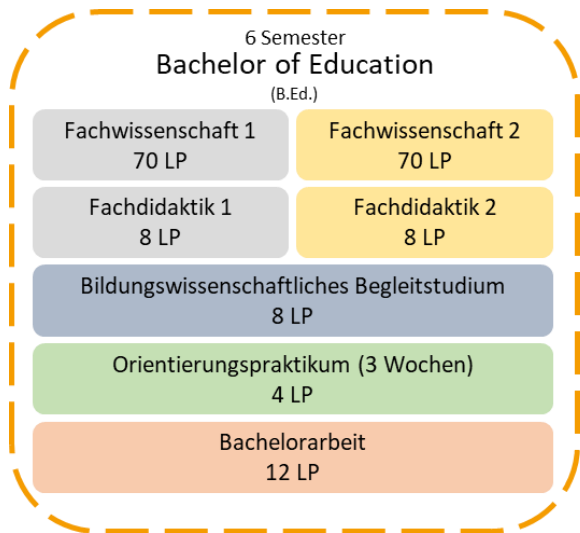 6 Semester
Bachelor of Education
(B.Ed.)
Fachwissenschaft 1
70 LP
Fachwissenschaft 2
70 LP
Fachdidaktik 1
8 LP
Fachdidaktik 2
8 LP
Bildungswissenschaftliches Begleitstudium
8 LP
Orientierungspraktikum (3 Wochen)
4 LP
Bachelorarbeit
12 LP